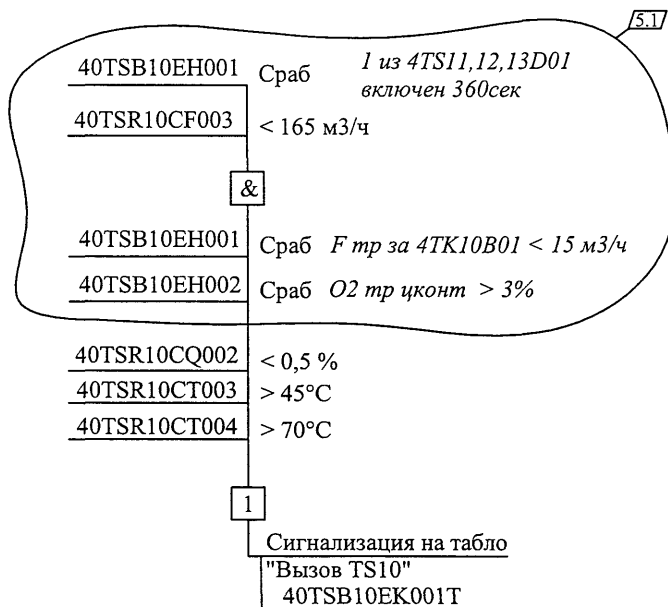 5.1
40TSB10EH001 Сраб 1 из 4TS11,12,13D01
включен 360сек
40TSR10CF003 < 165 м3/ч
&
40TSB10EH001 Сраб F тр за 4TK10B01 < 15 м3/ч
40TSB10EH002 Сраб O2 тр цконт > 3%
40TSR10CQ002 < 0,5 %
40TSR10CT003 > 45°C
40TSR10CT004 > 70°C
1
Сигнализация на табло
"Вызов TS10"
40TSB10EK001T